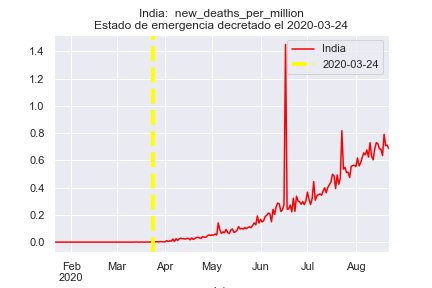 India:  new_deaths_per_million
Estado de emergencia decretado el 2020-03-24
India
2020-03-24
1.4
1.2
1.0
0.8
0.6
0.4
0.2
0.0
Feb Mar Apr May Jun Jul Aug
2020